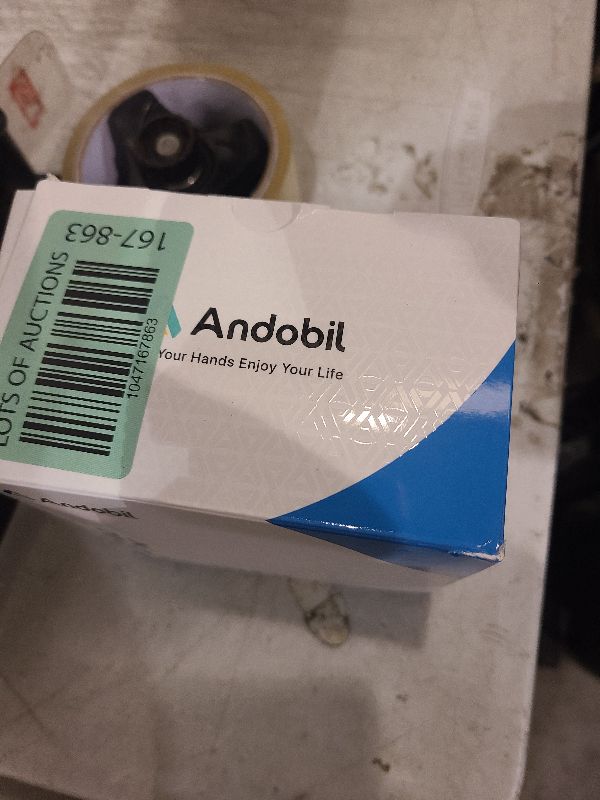 167-863
LOTS OF AUCTIONS
1047167863
Andobil
Your Hands Enjoy Your Life
Andobil